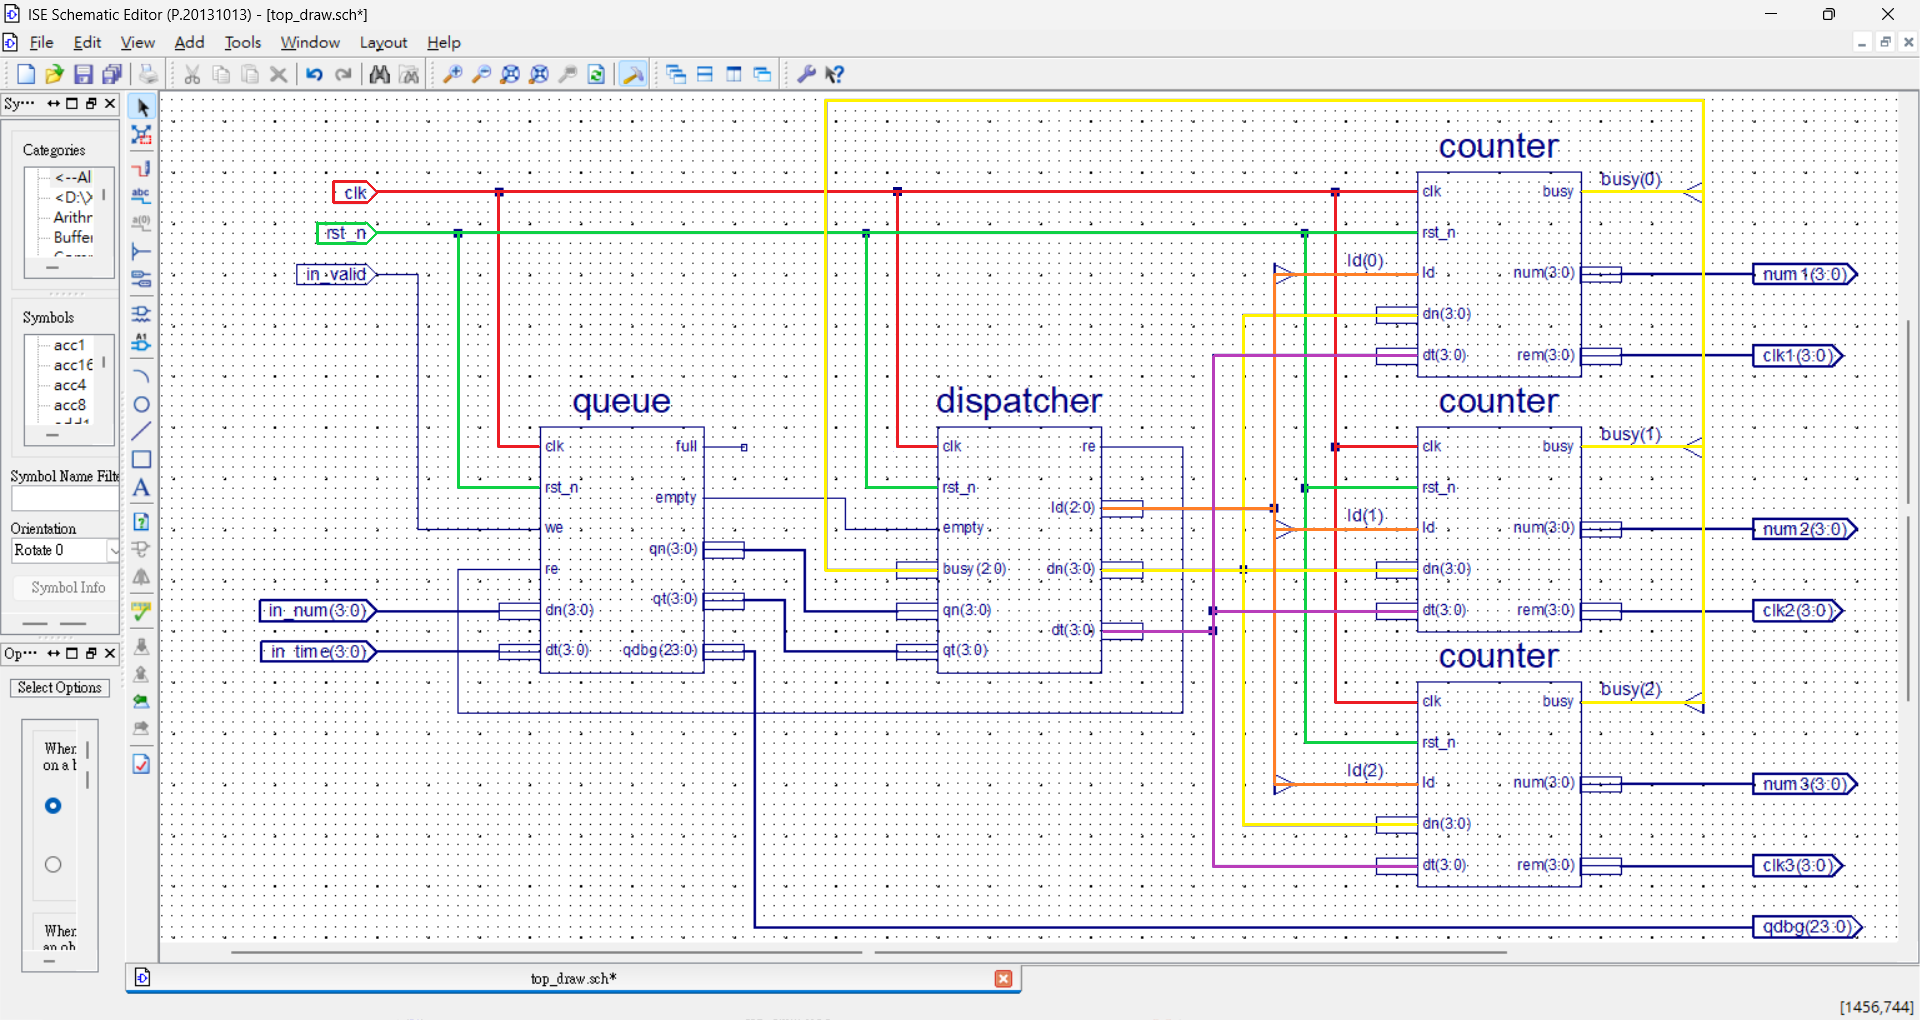 ISE Schematic Editor (P.20131013) - [top_draw.sch*]
File Edit View Add Tools Window Layout Help
Sy···
Categories
<--Al
<D:\
Arithr
Buffer
Symbols
acc1
acc16
acc4
acc8
add1
Symbol Name Filte
Orientation
Rotate 0
Symbol Info
Op···
Select Options
When
on a b
When
an ob
clk
rst_n
in_valid
in_num(3:0)
in_time(3:0)
queue
clk
rst_n
we
re
dn(3:0)
dt(3:0)
full
empty
qn(3:0)
qt(3:0)
qdbg(23:0)
dispatcher
clk
rst_n
empty
busy(2:0)
qn(3:0)
qt(3:0)
re
ld(2:0)
dn(3:0)
dt(3:0)
counter
clk
rst_n
ld
dn(3:0)
dt(3:0)
busy
num(3:0)
rem(3:0)
ld(0)
busy(0)
num1(3:0)
clk1(3:0)
counter
clk
rst_n
ld
dn(3:0)
dt(3:0)
busy
num(3:0)
rem(3:0)
ld(1)
busy(1)
num2(3:0)
clk2(3:0)
counter
clk
rst_n
ld
dn(3:0)
dt(3:0)
busy
num(3:0)
rem(3:0)
ld(2)
busy(2)
num3(3:0)
clk3(3:0)
qdbg(23:0)
top_draw.sch*
[1456,744]